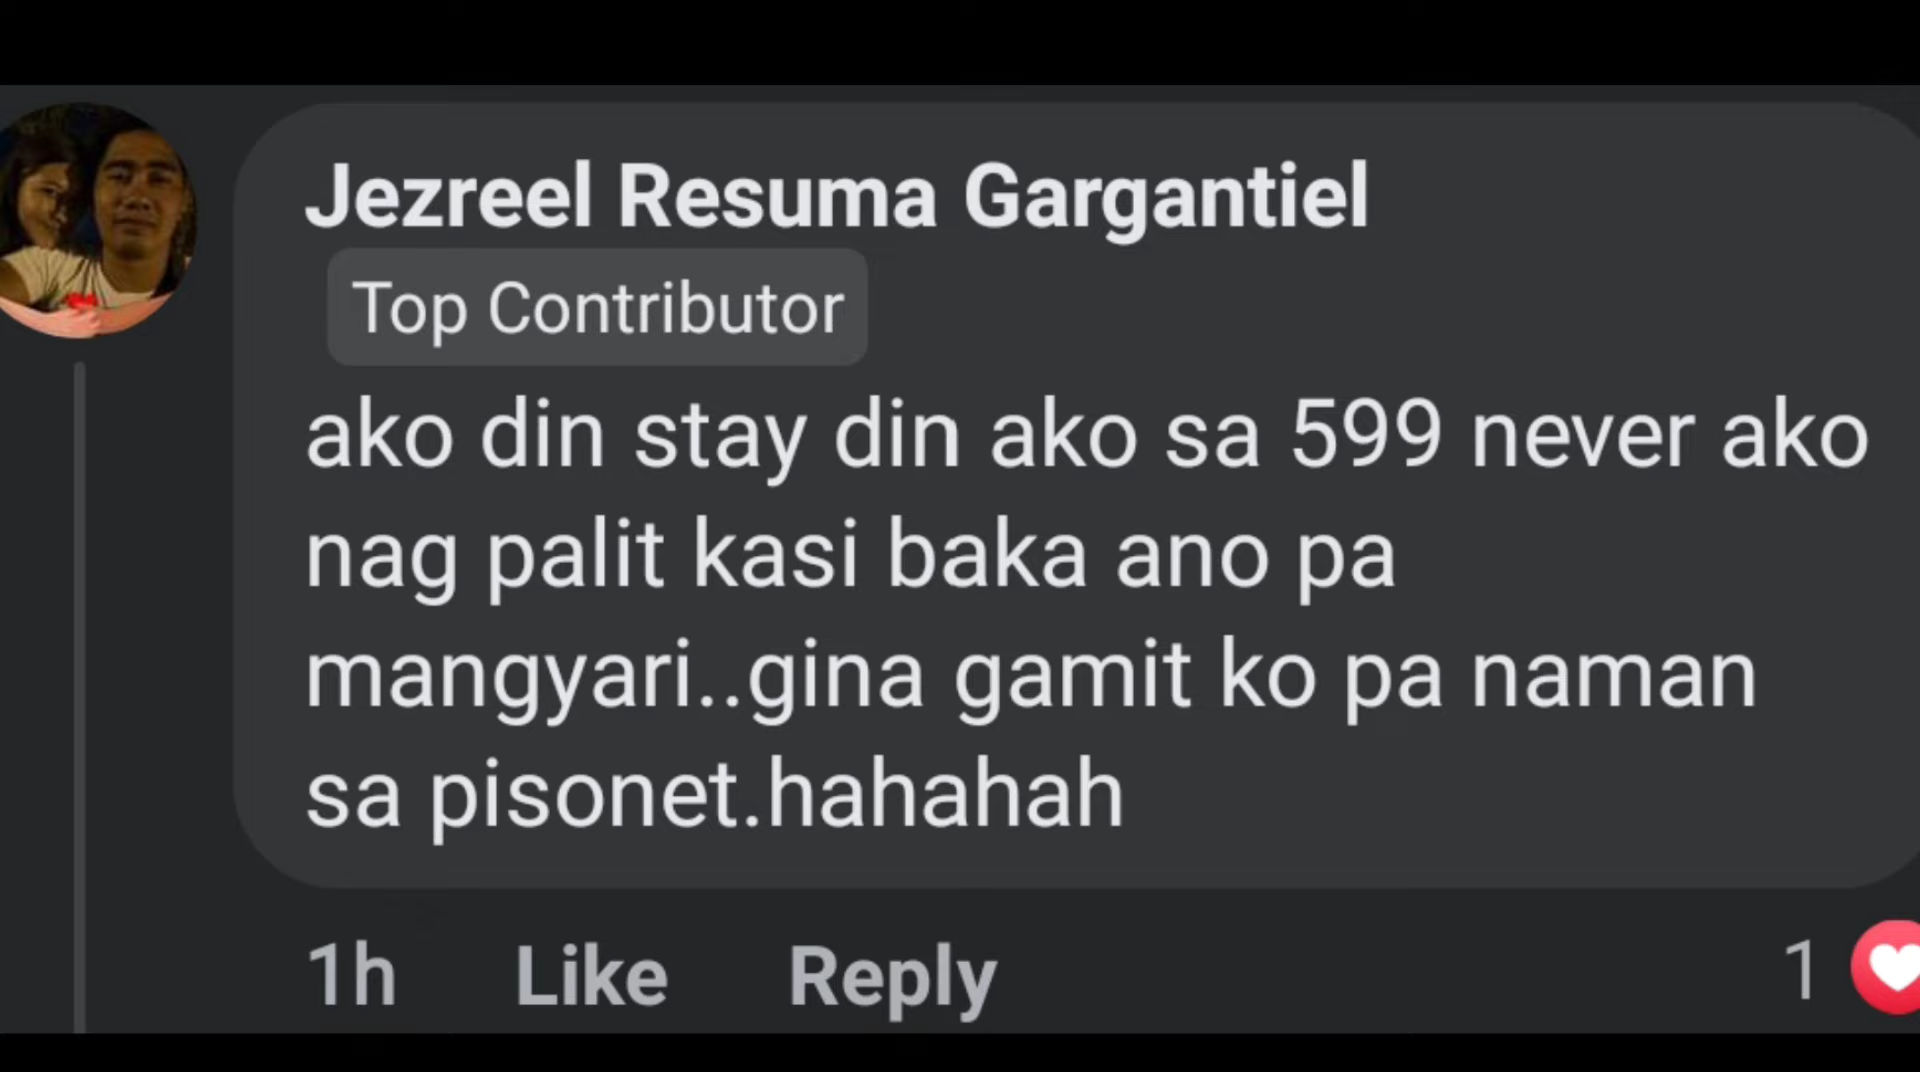 Jezreel Resuma Gargantiel
Top Contributor
ako din stay din ako sa 599 never ako
nag palit kasi baka ano pa
mangyari..gina gamit ko pa naman
sa pisonet.hahahah
1h Like Reply 1